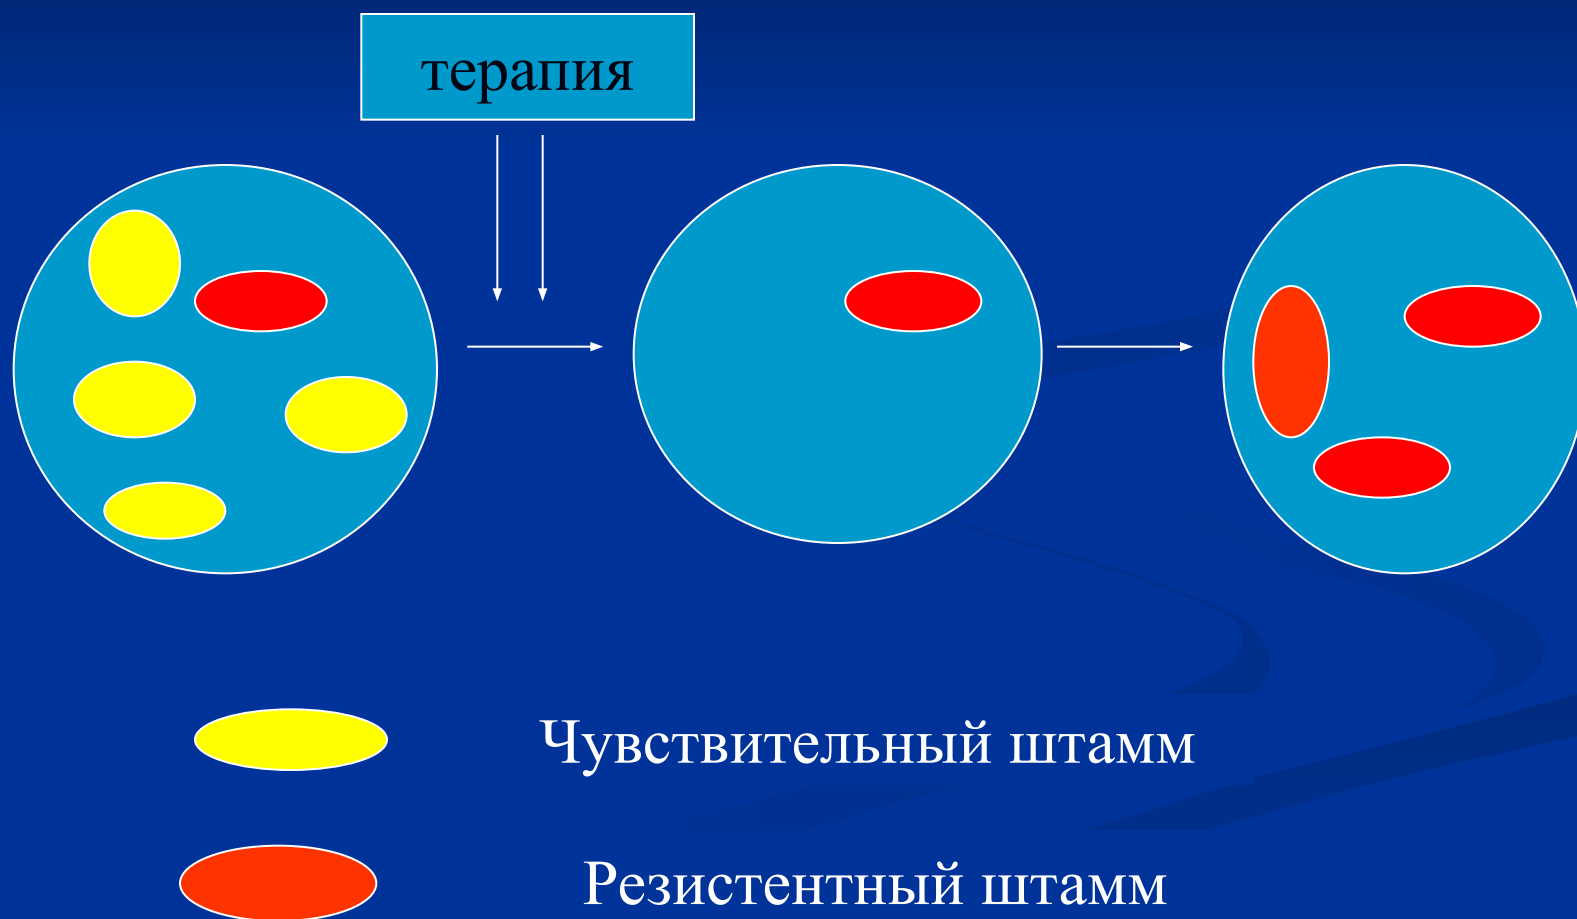 терапия
Чувствительный штамм
Резистентный штамм